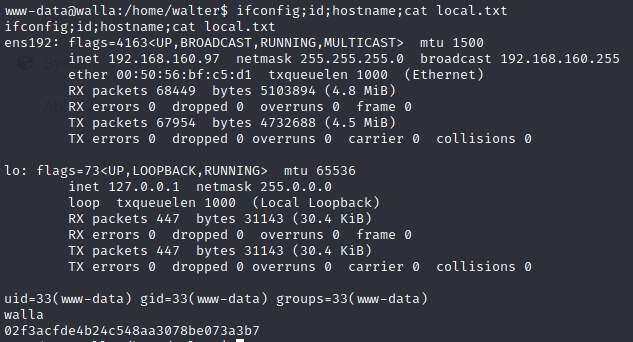 www-data@walla:/home/walter$ ifconfig;id;hostname;cat local.txt
ifconfig;id;hostname;cat local.txt
ens192: flags=4163<UP,BROADCAST,RUNNING,MULTICAST>  mtu 1500
        inet 192.168.160.97  netmask 255.255.255.0  broadcast 192.168.160.255
        ether 00:50:56:bf:c5:d1  txqueuelen 1000  (Ethernet)
        RX packets 68449  bytes 5103894 (4.8 MiB)
        RX errors 0  dropped 0  overruns 0  frame 0
        TX packets 67954  bytes 4732688 (4.5 MiB)
        TX errors 0  dropped 0 overruns 0  carrier 0  collisions 0

lo: flags=73<UP,LOOPBACK,RUNNING>  mtu 65536
        inet 127.0.0.1  netmask 255.0.0.0
        loop  txqueuelen 1000  (Local Loopback)
        RX packets 447  bytes 31143 (30.4 KiB)
        RX errors 0  dropped 0  overruns 0  frame 0
        TX packets 447  bytes 31143 (30.4 KiB)
        TX errors 0  dropped 0 overruns 0  carrier 0  collisions 0

uid=33(www-data) gid=33(www-data) groups=33(www-data)
walla
02f3acfde4b24c548aa3078be073a3b7